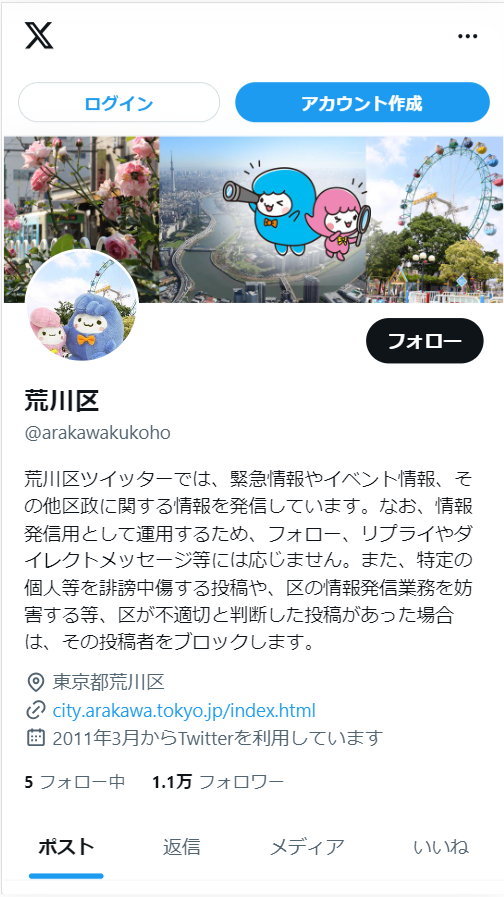 X
ログイン
アカウント作成
フォロー
荒川区
@arakawakukoho
荒川区ツイッターでは、緊急情報やイベント情報、そ
の他区政に関する情報を発信しています。なお、情報
発信用として運用するため、フォロー、リプライやダ
イレクトメッセージ等には応じません。また、特定の
個人等を誹謗中傷する投稿や、区の情報発信業務を妨
害する等、区が不適切と判断した投稿があった場合
は、その投稿者をブロックします。
東京都荒川区
city.arakawa.tokyo.jp/index.html
2011年3月からTwitterを利用しています
5 フォロー中 1.1万 フォロワー
ポスト 返信 メディア いいね